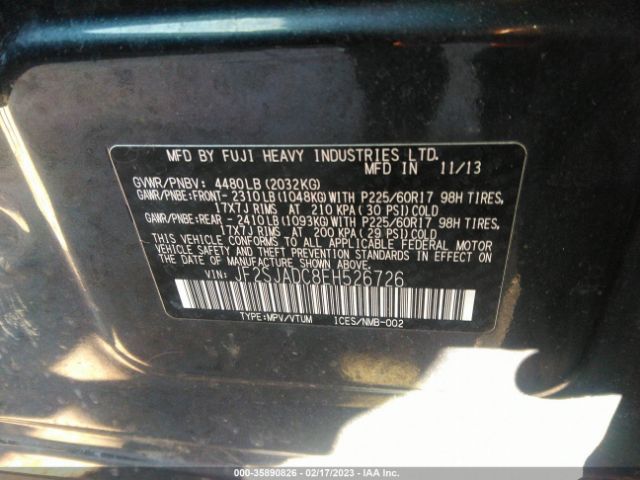 MFD BY FUJI HEAVY INDUSTRIES LTD.
MFD IN 11/13
GVWR/PNBV: 4480LB (2032KG)
GAWR/PNBE:FRONT-2310LB(1048KG)WITH P225/60R17 98H TIRES,
17X7J RIMS AT 210 KPA (30 PSI)COLD
GAWR/PNBE:REAR-2410LB(1093KG)WITH P225/60R17 98H TIRES,
17X7J RIMS AT 200 KPA (29 PSI)COLD
THIS VEHICLE CONFORMS TO ALL APPLICABLE FEDERAL MOTOR
VEHICLE SAFETY AND THEFT PREVENTION STANDARDS IN EFFECT ON
THE DATE OF MANUFACTURE SHOWN ABOVE.
VIN: JF2SJADC8EH526726
TYPE:MPV/VTUM ICES/NMB-002
000-35890826 - 02/17/2023 - IAA Inc.